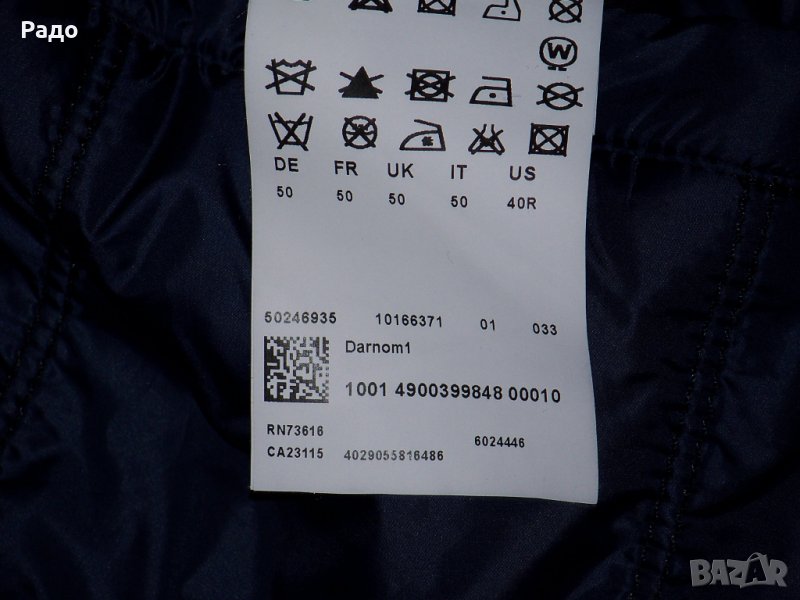 Радо
W
DE FR UK IT US
50 50 50 50 40R
50246935 10166371 01 033
Darnom1
1001 4900399848 00010
RN73616 6024446
CA23115 4029055816486
BAZAR